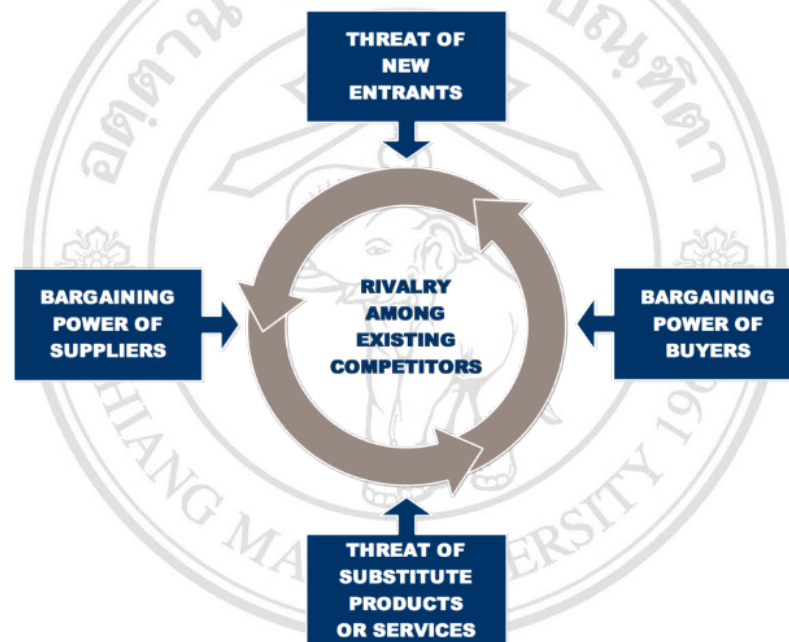 THREAT OF
NEW
ENTRANTS
BARGAINING
POWER OF
SUPPLIERS
RIVALRY
AMONG
EXISTING
COMPETITORS
BARGAINING
POWER OF
BUYERS
THREAT OF
SUBSTITUTE
PRODUCTS
OR SERVICES